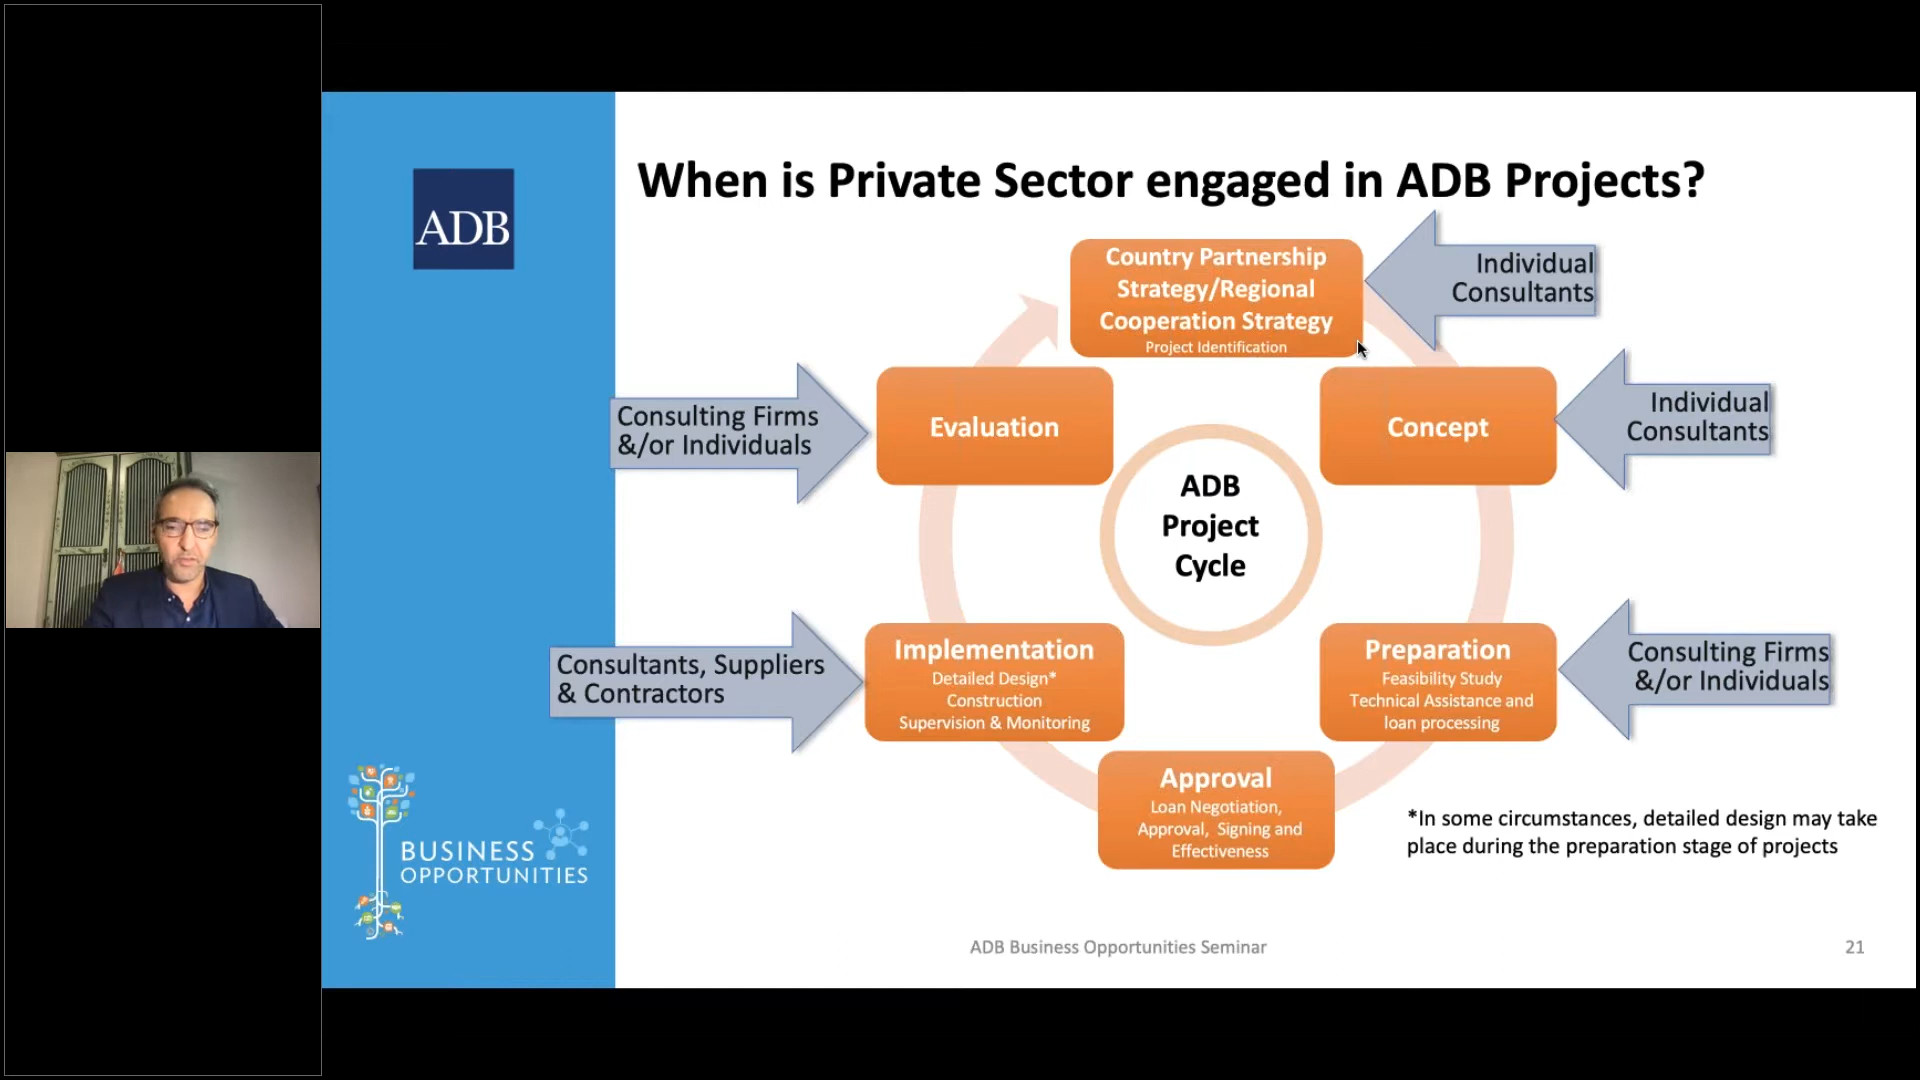 ADB
When is Private Sector engaged in ADB Projects?
Country Partnership
Strategy/Regional
Cooperation Strategy
Project Identification
Individual
Consultants
Concept
Individual
Consultants
Preparation
Feasibility Study
Technical Assistance and
loan processing
Consulting Firms
&/or Individuals
Approval
Loan Negotiation,
Approval, Signing and
Effectiveness
Implementation
Detailed Design*
Construction
Supervision & Monitoring
Consultants, Suppliers
& Contractors
Evaluation
Consulting Firms
&/or Individuals
ADB
Project
Cycle
*In some circumstances, detailed design may take
place during the preparation stage of projects
BUSINESS
OPPORTUNITIES
ADB Business Opportunities Seminar
21